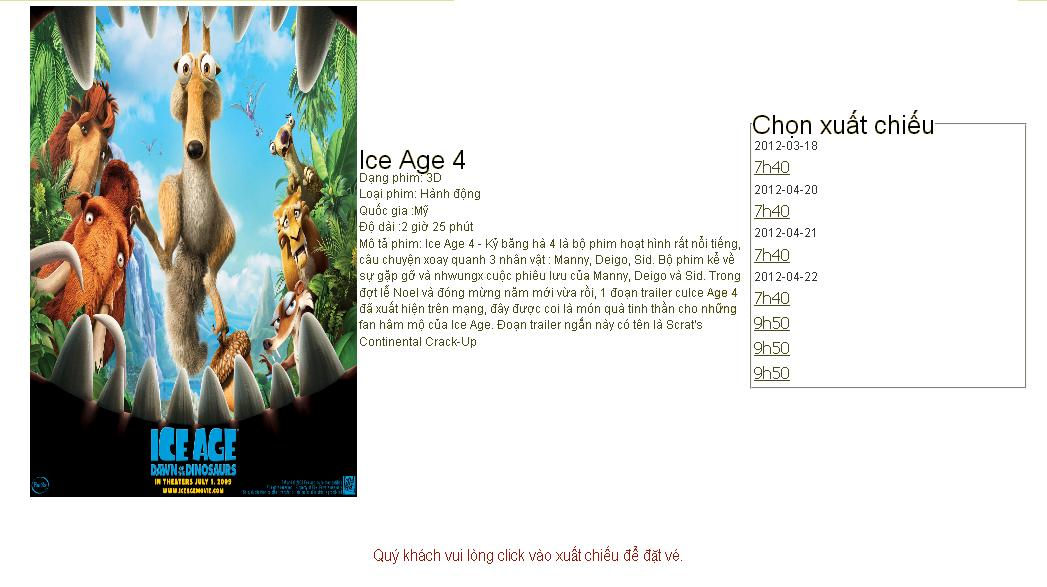 ICE AGE
DAWN OF THE DINOSAURS
IN THEATERS JULY 1, 2009
WWW.ICEAGEMOVIE.COM
Ice Age 4
Dạng phim: 3D
Loại phim: Hành động
Quốc gia :Mỹ
Độ dài :2 giờ 25 phút
Mô tả phim: Ice Age 4 - Kỷ băng hà 4 là bộ phim hoạt hình rất nổi tiếng,
câu chuyện xoay quanh 3 nhân vật : Manny, Deigo, Sid. Bộ phim kể về
sự gặp gỡ và nhwungx cuộc phiêu lưu của Manny, Deigo và Sid. Trong
đợt lễ Noel và đóng mừng năm mới vừa rồi, 1 đoạn trailer cuIce Age 4
đã xuất hiện trên mạng, đây được coi là món quà tinh thần cho những
fan hâm mộ của Ice Age. Đoạn trailer ngắn này có tên là Scrat's
Continental Crack-Up
Chọn xuất chiếu
2012-03-18
7h40
2012-04-20
7h40
2012-04-21
7h40
2012-04-22
7h40
9h50
9h50
9h50
Quý khách vui lòng click vào xuất chiếu để đặt vé.